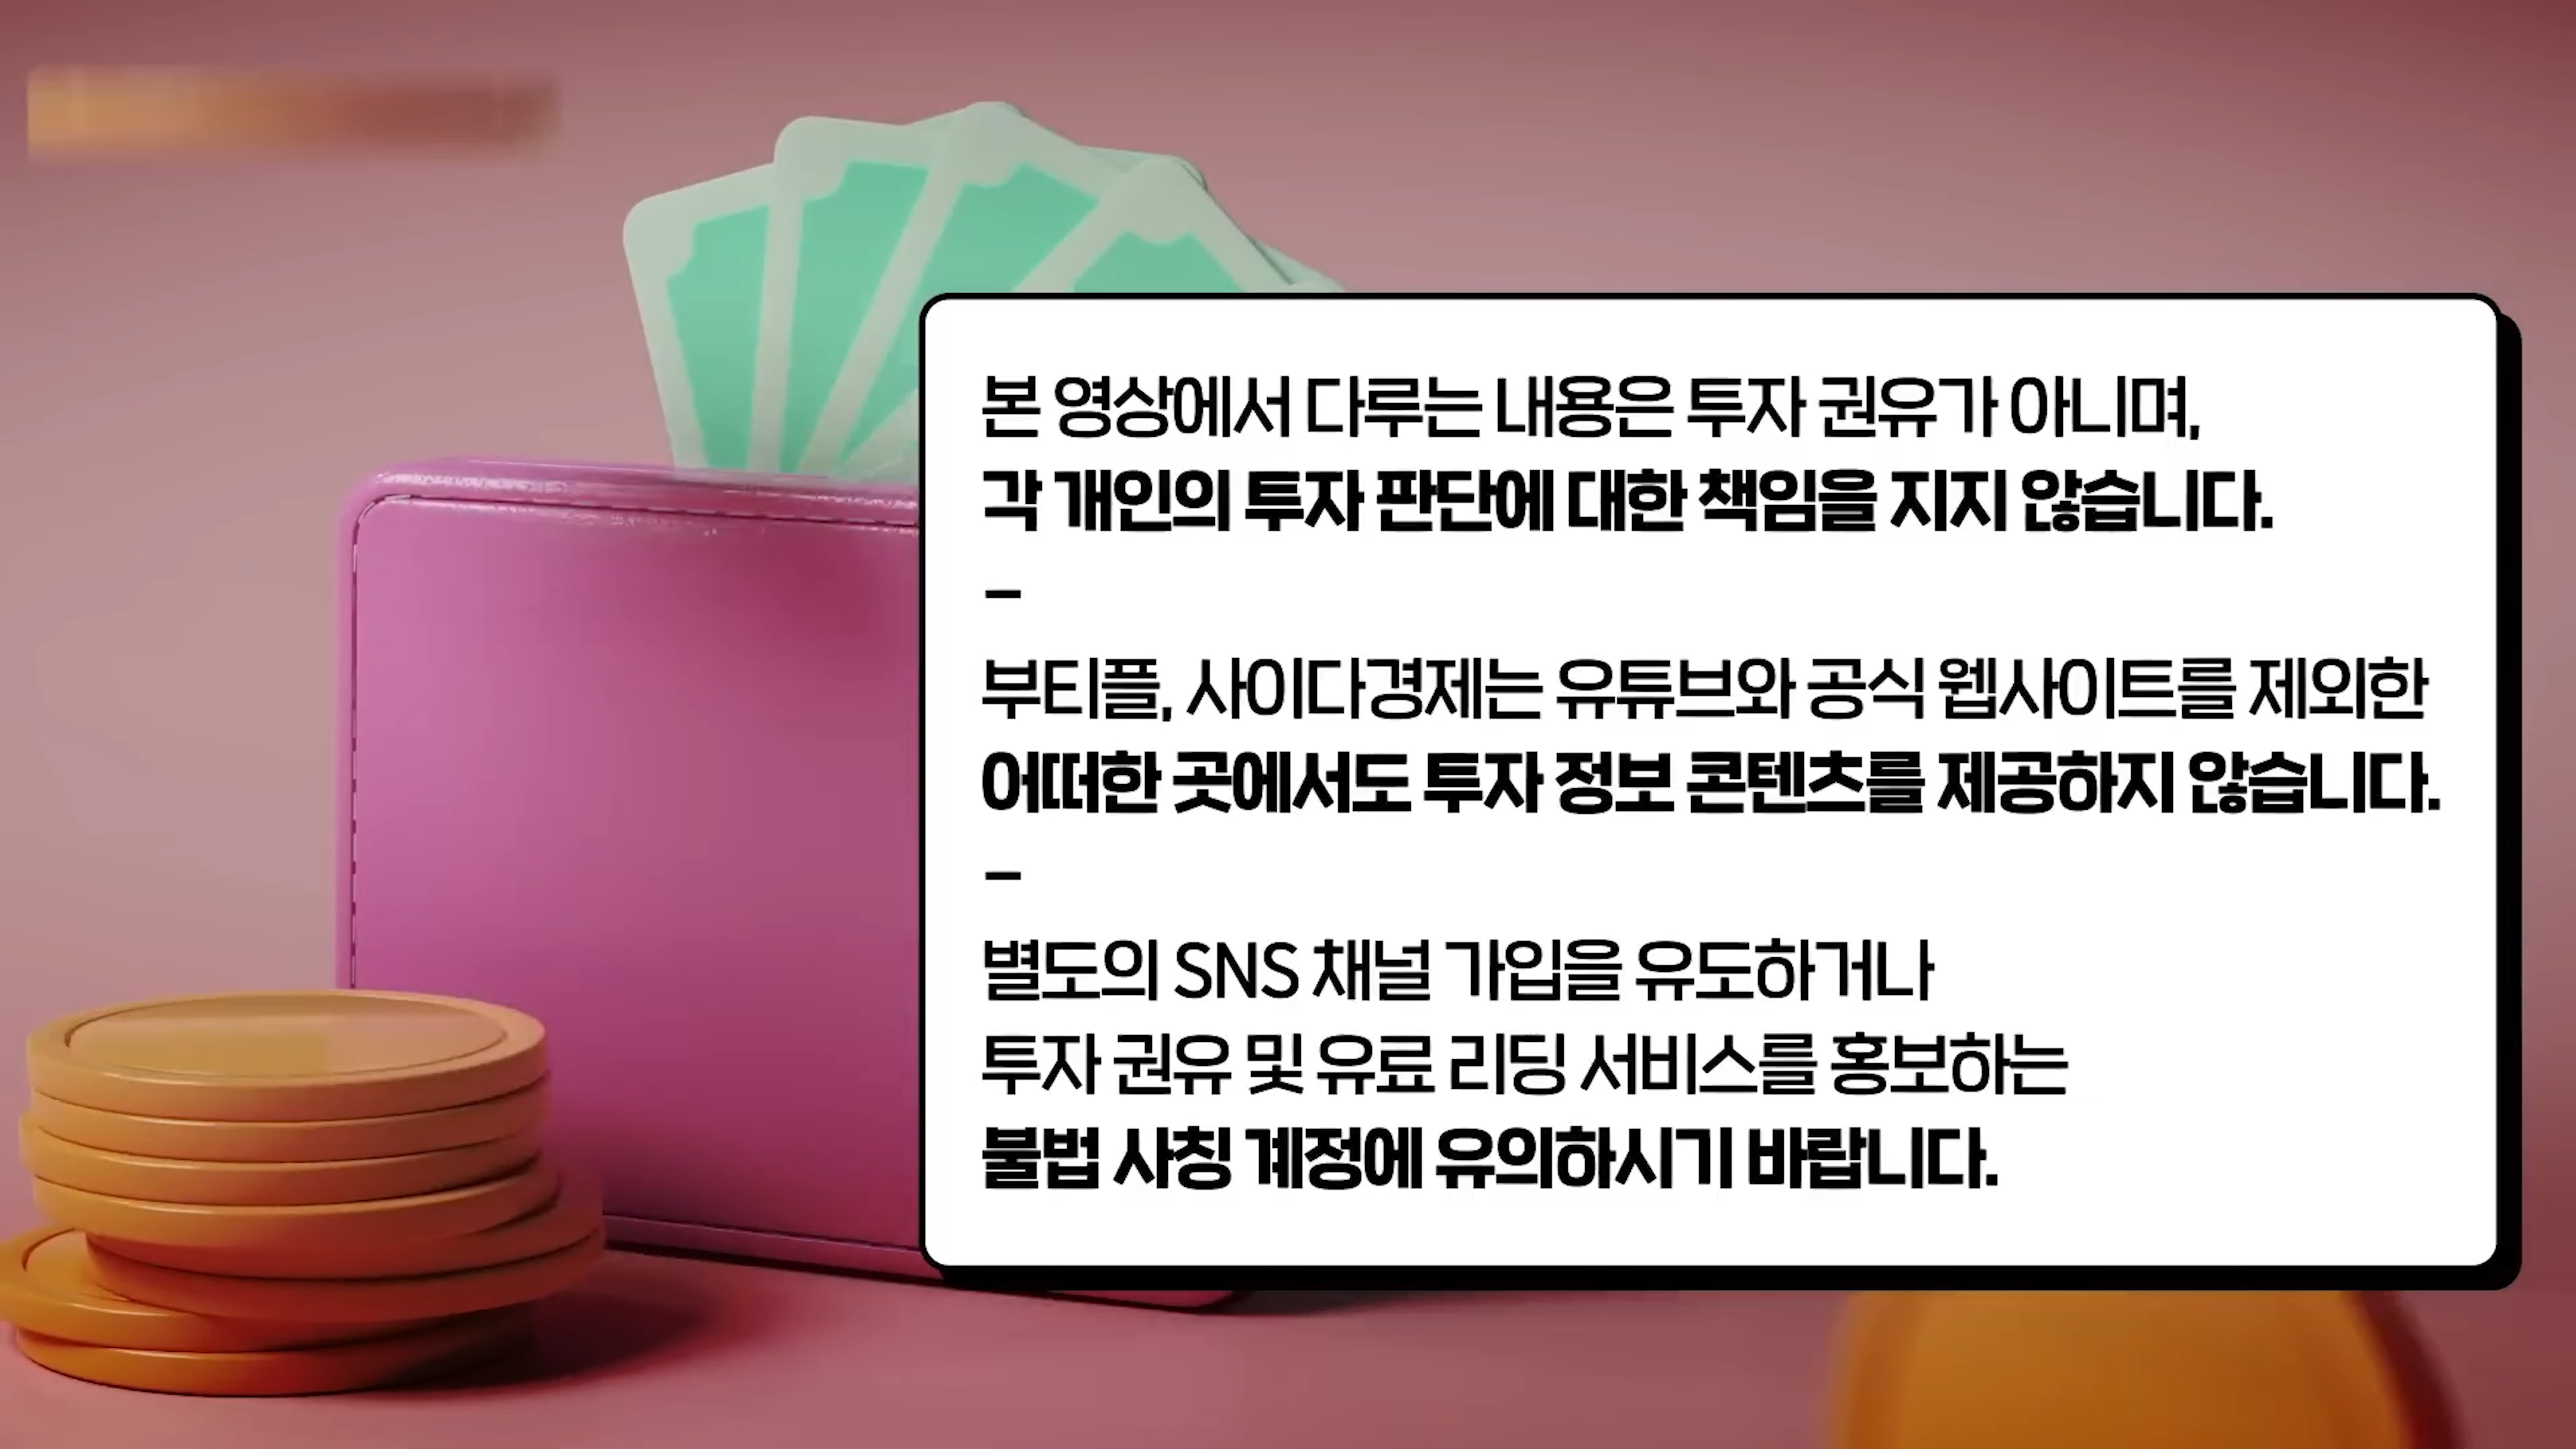 본 영상에서 다루는 내용은 투자 권유가 아니며,
각 개인의 투자 판단에 대한 책임을 지지 않습니다.
–
부티플, 사이다경제는 유튜브와 공식 웹사이트를 제외한
어떠한 곳에서도 투자 정보 콘텐츠를 제공하지 않습니다.
–
별도의 SNS 채널 가입을 유도하거나
투자 권유 및 유료 리딩 서비스를 홍보하는
불법 사칭 계정에 유의하시기 바랍니다.